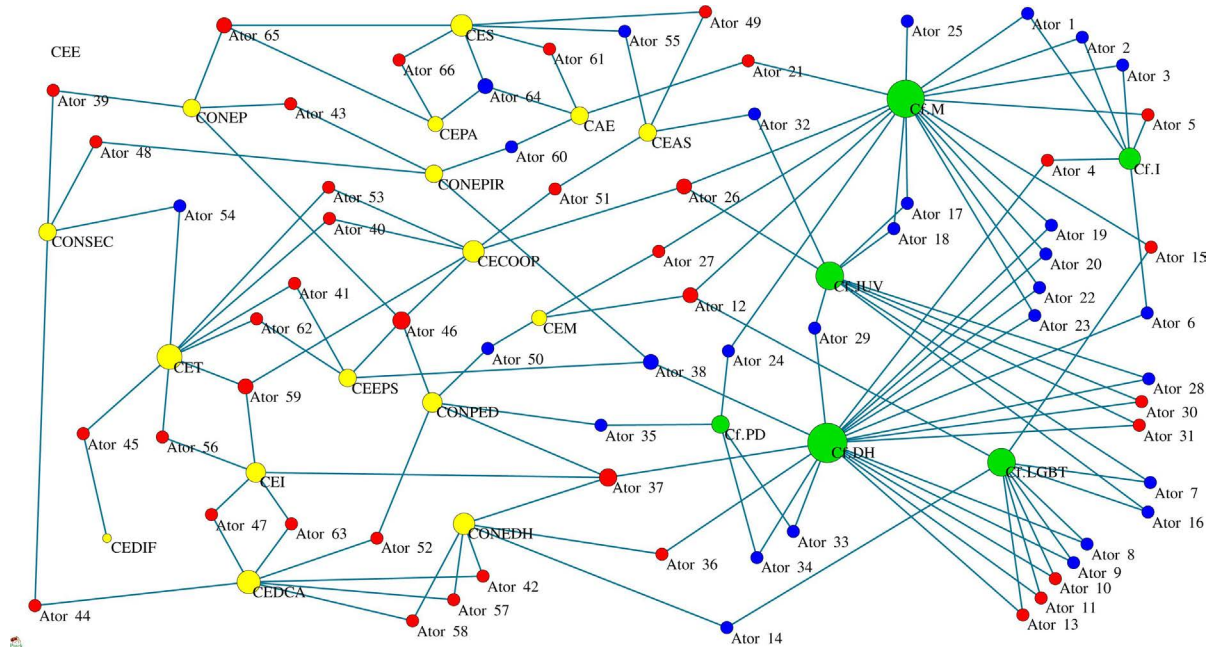 Ator 65
CES
Ator 49
Ator 25
Ator 1
Ator 2
CEE
Ator 66
Ator 61
Ator 55
Ator 21
Ator 3
Ator 39
CONEP
Ator 43
Ator 64
CEPA
CAE
Cf.M
Ator 5
Ator 48
CEAS
Ator 32
Ator 60
Cf.I
Ator 4
CONEPIR
Ator 53
Ator 51
Ator 26
Ator 54
Ator 17
Ator 40
Ator 18
Ator 19
CONSEC
CECOOP
Ator 27
Ator 20
Ator 15
Ator 41
Cf.JUV
Ator 12
Ator 22
Ator 62
Ator 46
CEM
Ator 23
Ator 6
Ator 29
CET
Ator 50
Ator 24
Ator 38
CEEPS
Ator 59
Ator 28
CONPED
Ator 30
Ator 45
Ator 35
Cf.PD
Ator 31
Ator 56
Cf.DH
CEI
Ator 37
Cf.LGBT
Ator 7
Ator 47
Ator 63
CONEDH
Ator 16
CEDIF
Ator 52
Ator 33
Ator 8
Ator 36
Ator 34
Ator 9
CEDCA
Ator 42
Ator 10
Ator 44
Ator 57
Ator 11
Ator 58
Ator 14
Ator 13